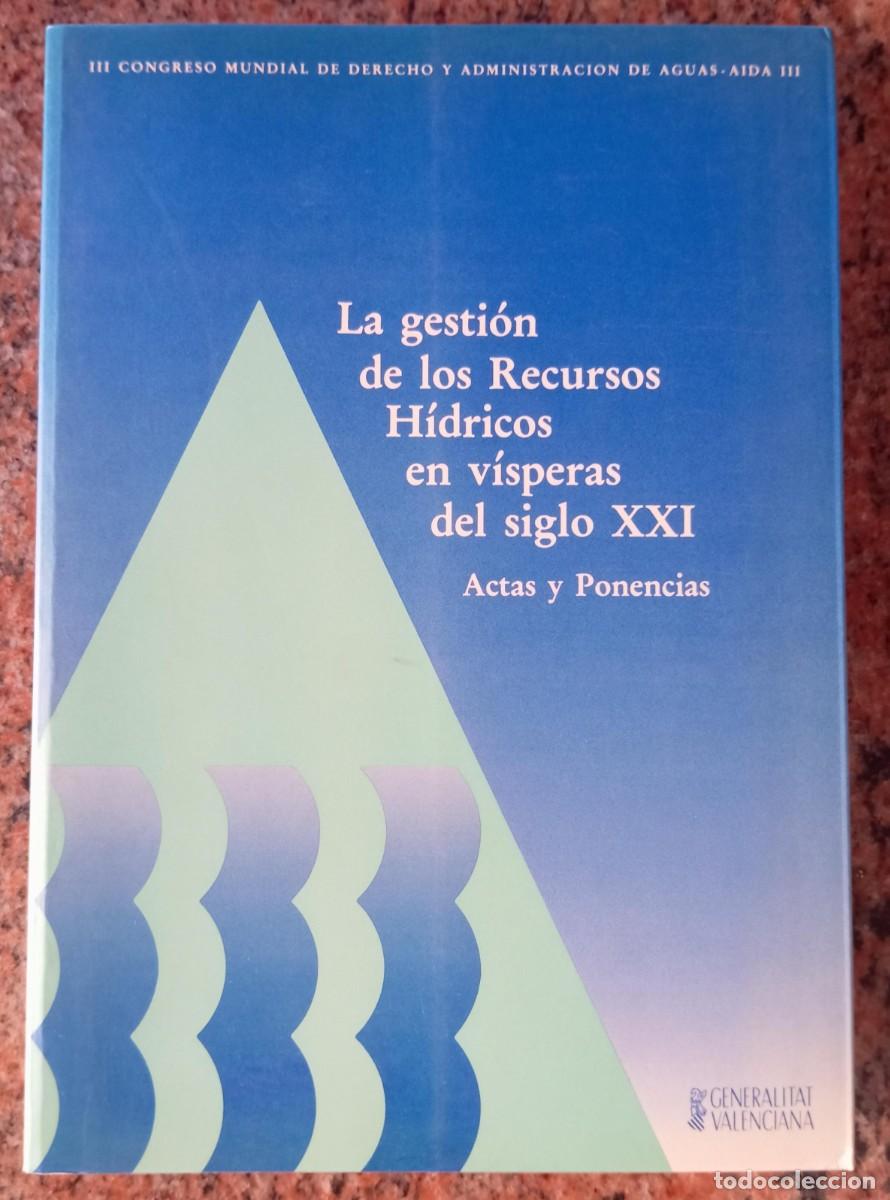 III CONGRESO MUNDIAL DE DERECHO Y ADMINISTRACION DE AGUAS - AIDA III
La gestión
de los Recursos
Hídricos
en vísperas
del siglo XXI
Actas y Ponencias
GENERALITAT
VALENCIANA
todocoleccion